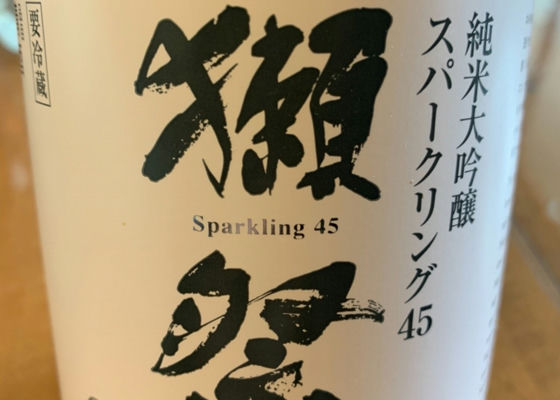 純米大吟醸
スパークリング45
獺祭
Sparkling 45
要冷蔵